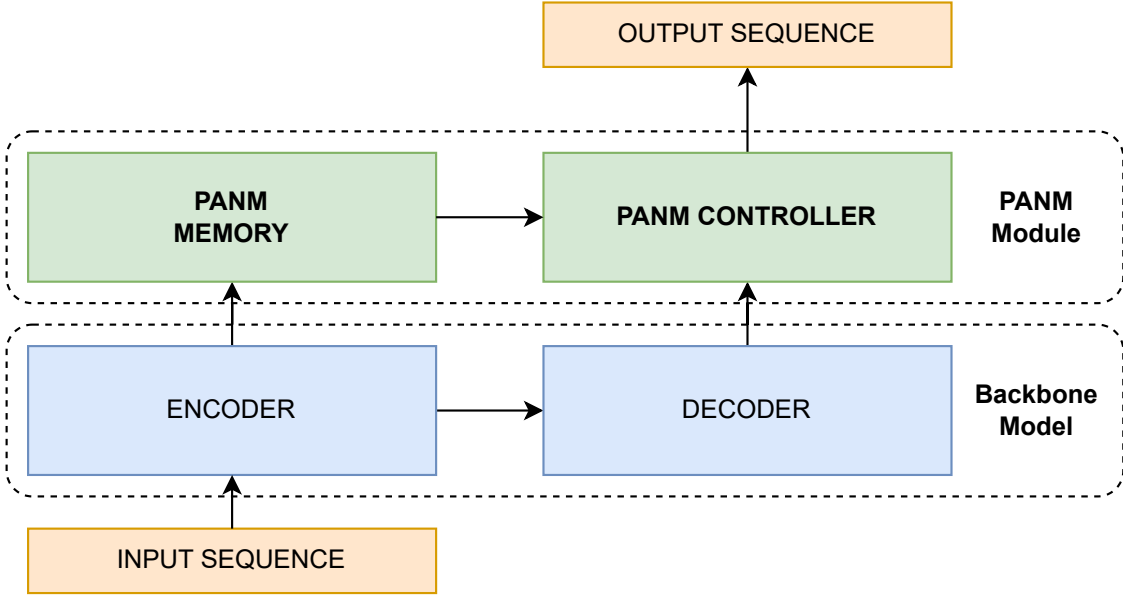 OUTPUT SEQUENCE
PANM
MEMORY
PANM CONTROLLER
PANM
Module
ENCODER
DECODER
Backbone
Model
INPUT SEQUENCE